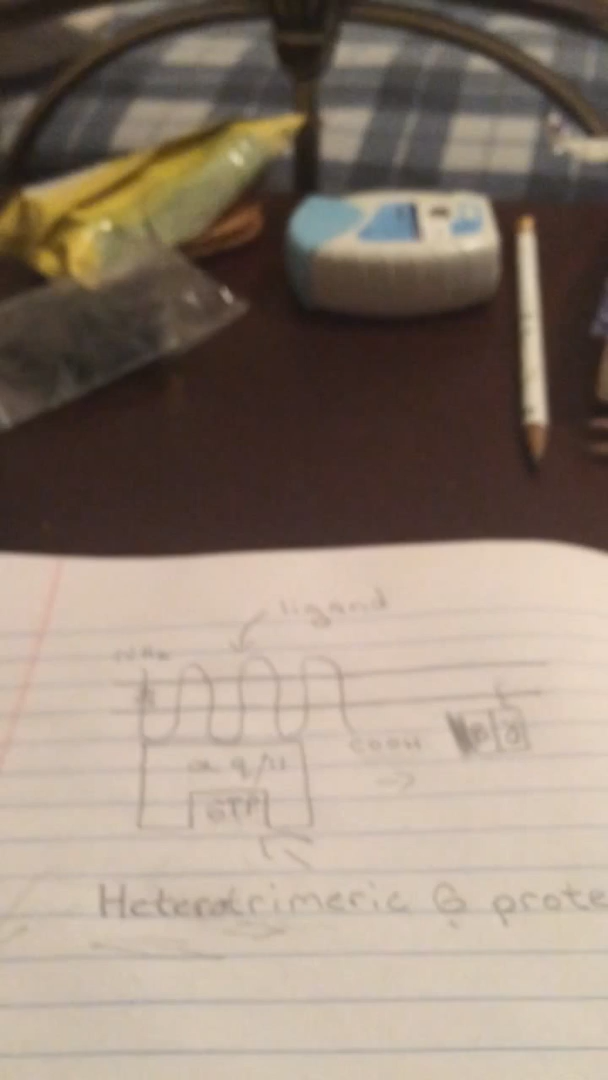 ligand
NH₂
COOH
α q/11
GTP
Heterotrimeric G prote